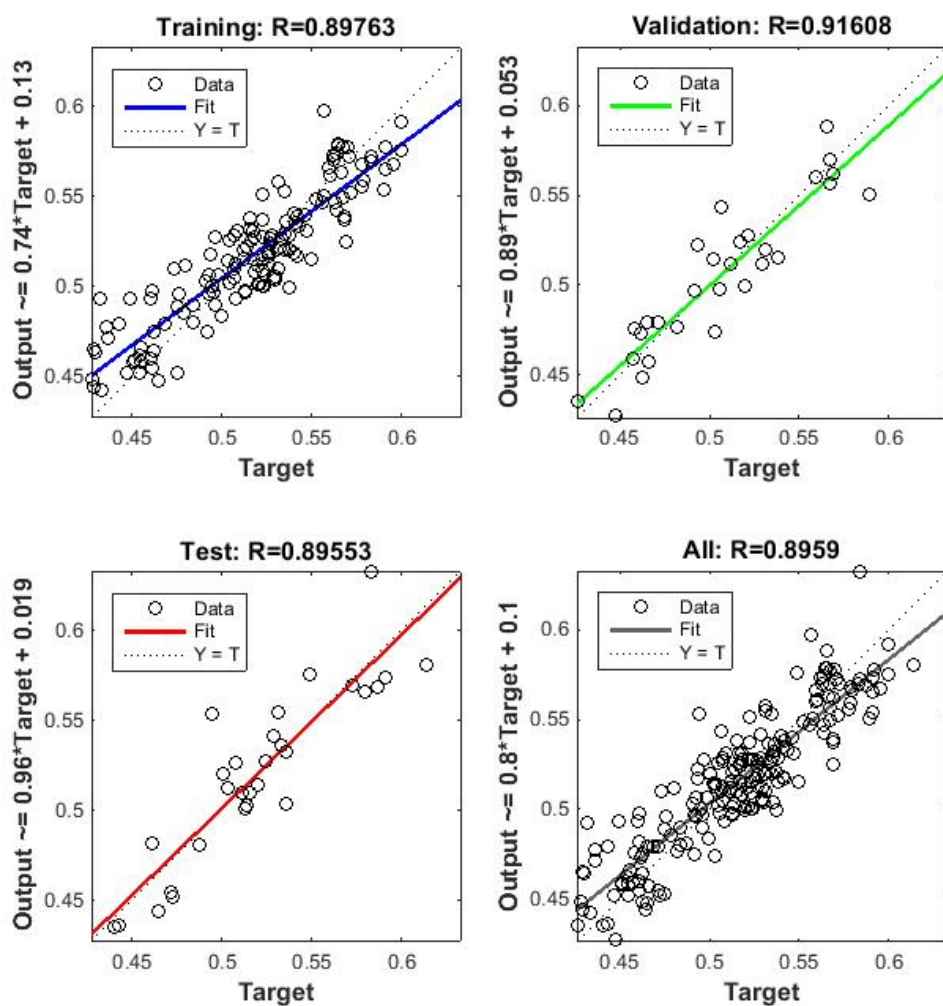 Training: R=0.89763
Output ~= 0.74*Target + 0.13
Data
Fit
Y = T
0.6
0.55
0.5
0.45
0.45
0.5
0.55
0.6
Target
Validation: R=0.91608
Output ~= 0.89*Target + 0.053
Data
Fit
Y = T
0.6
0.55
0.5
0.45
0.45
0.5
0.55
0.6
Target
Test: R=0.89553
Output ~= 0.96*Target + 0.019
Data
Fit
Y = T
0.6
0.55
0.5
0.45
0.45
0.5
0.55
0.6
Target
All: R=0.8959
Output ~= 0.8*Target + 0.1
Data
Fit
Y = T
0.6
0.55
0.5
0.45
0.45
0.5
0.55
0.6
Target